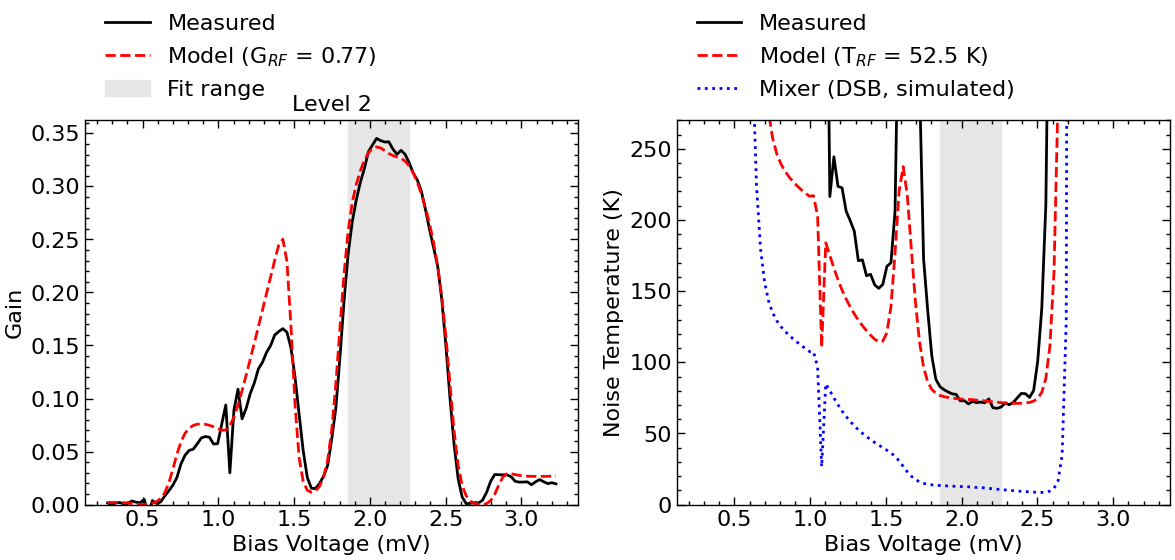 Measured
Model (G_RF = 0.77)
Fit range
Level 2
0.35
0.30
0.25
0.20
0.15
0.10
0.05
0.00
Gain
0.5 1.0 1.5 2.0 2.5 3.0
Bias Voltage (mV)
Measured
Model (T_RF = 52.5 K)
Mixer (DSB, simulated)
250
200
150
100
50
0
Noise Temperature (K)
0.5 1.0 1.5 2.0 2.5 3.0
Bias Voltage (mV)